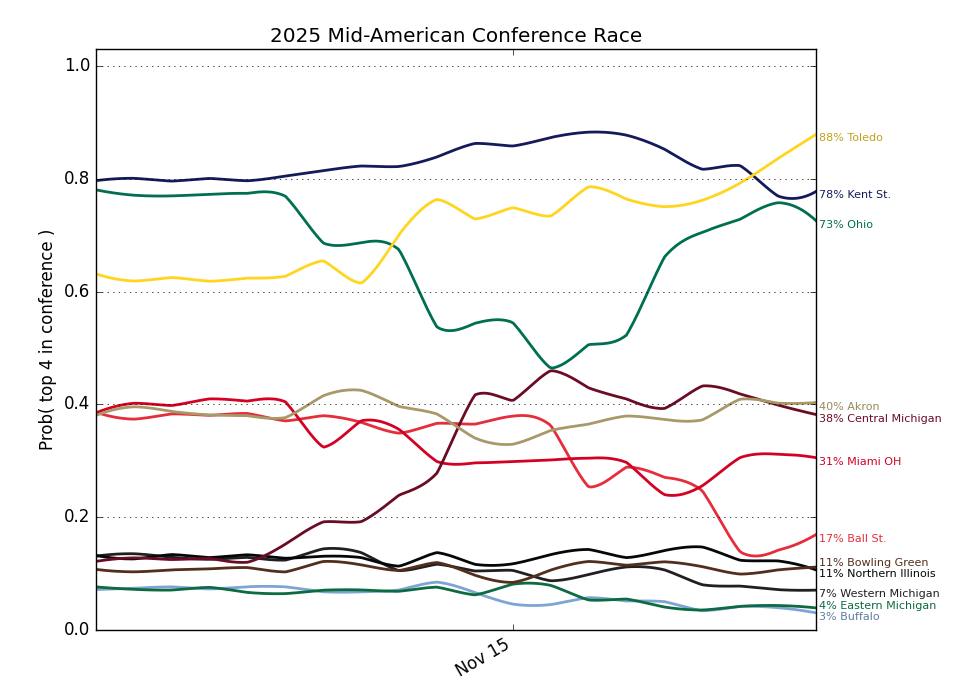 2025 Mid-American Conference Race
Prob( top 4 in conference )
1.0
0.8
0.6
0.4
0.2
0.0
Nov 15
88% Toledo
78% Kent St.
73% Ohio
40% Akron
38% Central Michigan
31% Miami OH
17% Ball St.
11% Bowling Green
11% Northern Illinois
7% Western Michigan
4% Eastern Michigan
3% Buffalo